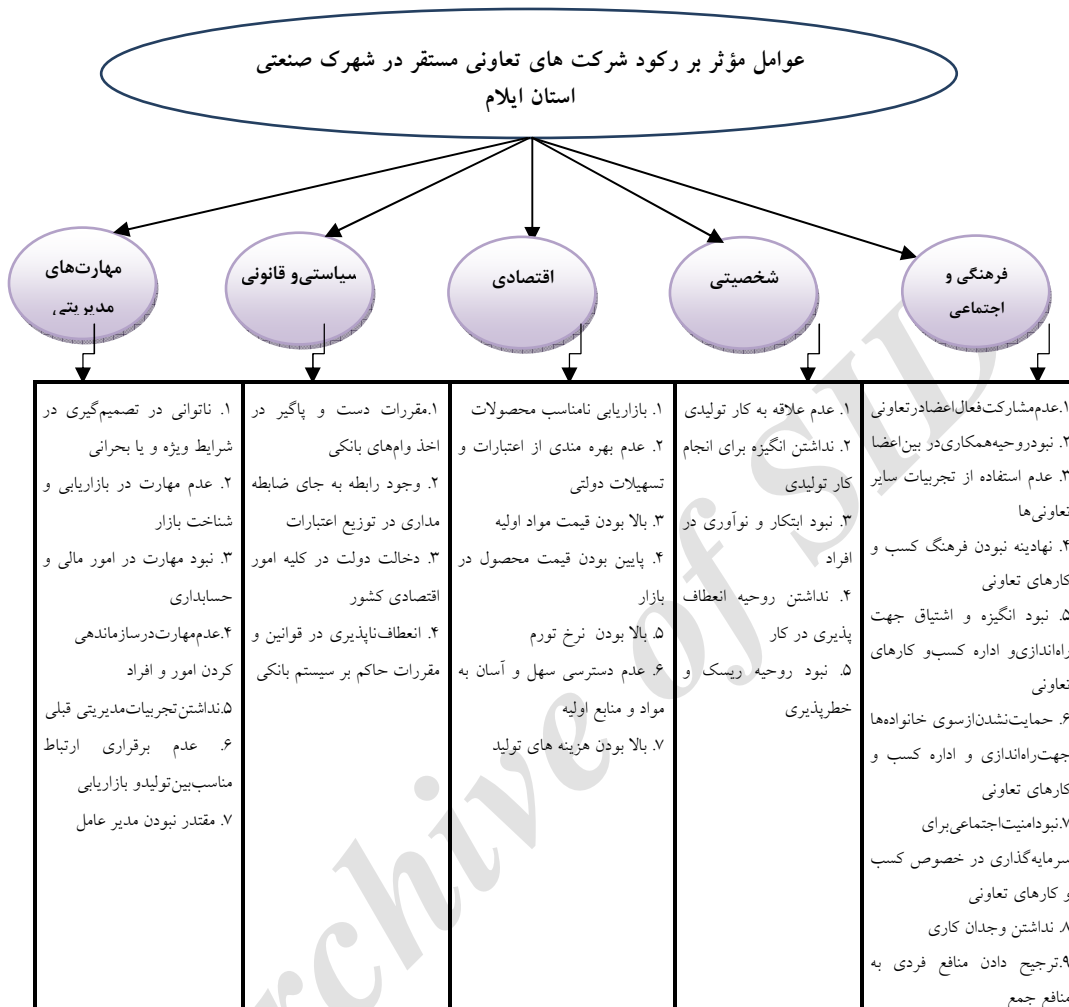 عوامل مؤثر بر رکود شرکت های تعاونی مستقر در شهرک صنعتی
استان ایلام
فرهنگی و
اجتماعی
شخصیتی
اقتصادی
سیاستی‌و قانونی
مهارت‌های
مدیریتی
۱.عدم‌مشارکت‌فعال‌اعضادرتعاونی
۲. نبودروحیه‌همکاری‌در بین‌اعضا
۳. عدم استفاده از تجربیات سایر
تعاونی‌ها
۴. نهادینه نبودن فرهنگ کسب و
کارهای تعاونی
۵. نبود انگیزه و اشتیاق جهت
راه‌اندازی‌و اداره کسب‌و کارهای
تعاونی
۶. حمایت‌نشدن‌ازسوی خانواده‌ها
جهت‌راه‌اندازی و اداره کسب و
کارهای تعاونی
۷.نبودامنیت‌اجتماعی‌برای
سرمایه‌گذاری در خصوص کسب
و کارهای تعاونی
۸. نداشتن وجدان کاری
۹.ترجیح دادن منافع فردی به
منافع جمع
۱. عدم علاقه به کار تولیدی
۲. نداشتن انگیزه برای انجام
کار تولیدی
۳. نبود ابتکار و نوآوری در
افراد
۴. نداشتن روحیه انعطاف
پذیری در کار
۵. نبود روحیه ریسک و
خطرپذیری
۱. بازاریابی نامناسب محصولات
۲. عدم بهره مندی از اعتبارات و
تسهیلات دولتی
۳. بالا بودن قیمت مواد اولیه
۴. پایین بودن قیمت محصول در
بازار
۵. بالا بودن نرخ تورم
۶. عدم دسترسی سهل و آسان به
مواد و منابع اولیه
۷. بالا بودن هزینه های تولید
۱.مقررات دست و پاگیر در
اخذ وام‌های بانکی
۲. وجود رابطه به جای ضابطه
مداری در توزیع اعتبارات
۳. دخالت دولت در کلیه امور
اقتصادی کشور
۴. انعطاف‌ناپذیری در قوانین و
مقررات حاکم بر سیستم بانکی
۱. ناتوانی در تصمیم‌گیری در
شرایط ویژه و یا بحرانی
۲. عدم مهارت در بازاریابی و
شناخت بازار
۳. نبود مهارت در امور مالی و
حسابداری
۴.عدم‌مهارت‌درسازماندهی
کردن امور و افراد
۵.نداشتن‌تجربیات‌مدیریتی قبلی
۶. عدم برقراری ارتباط
مناسب‌بین‌تولیدو بازاریابی
۷. مقتدر نبودن مدیر عامل
Archive of SID